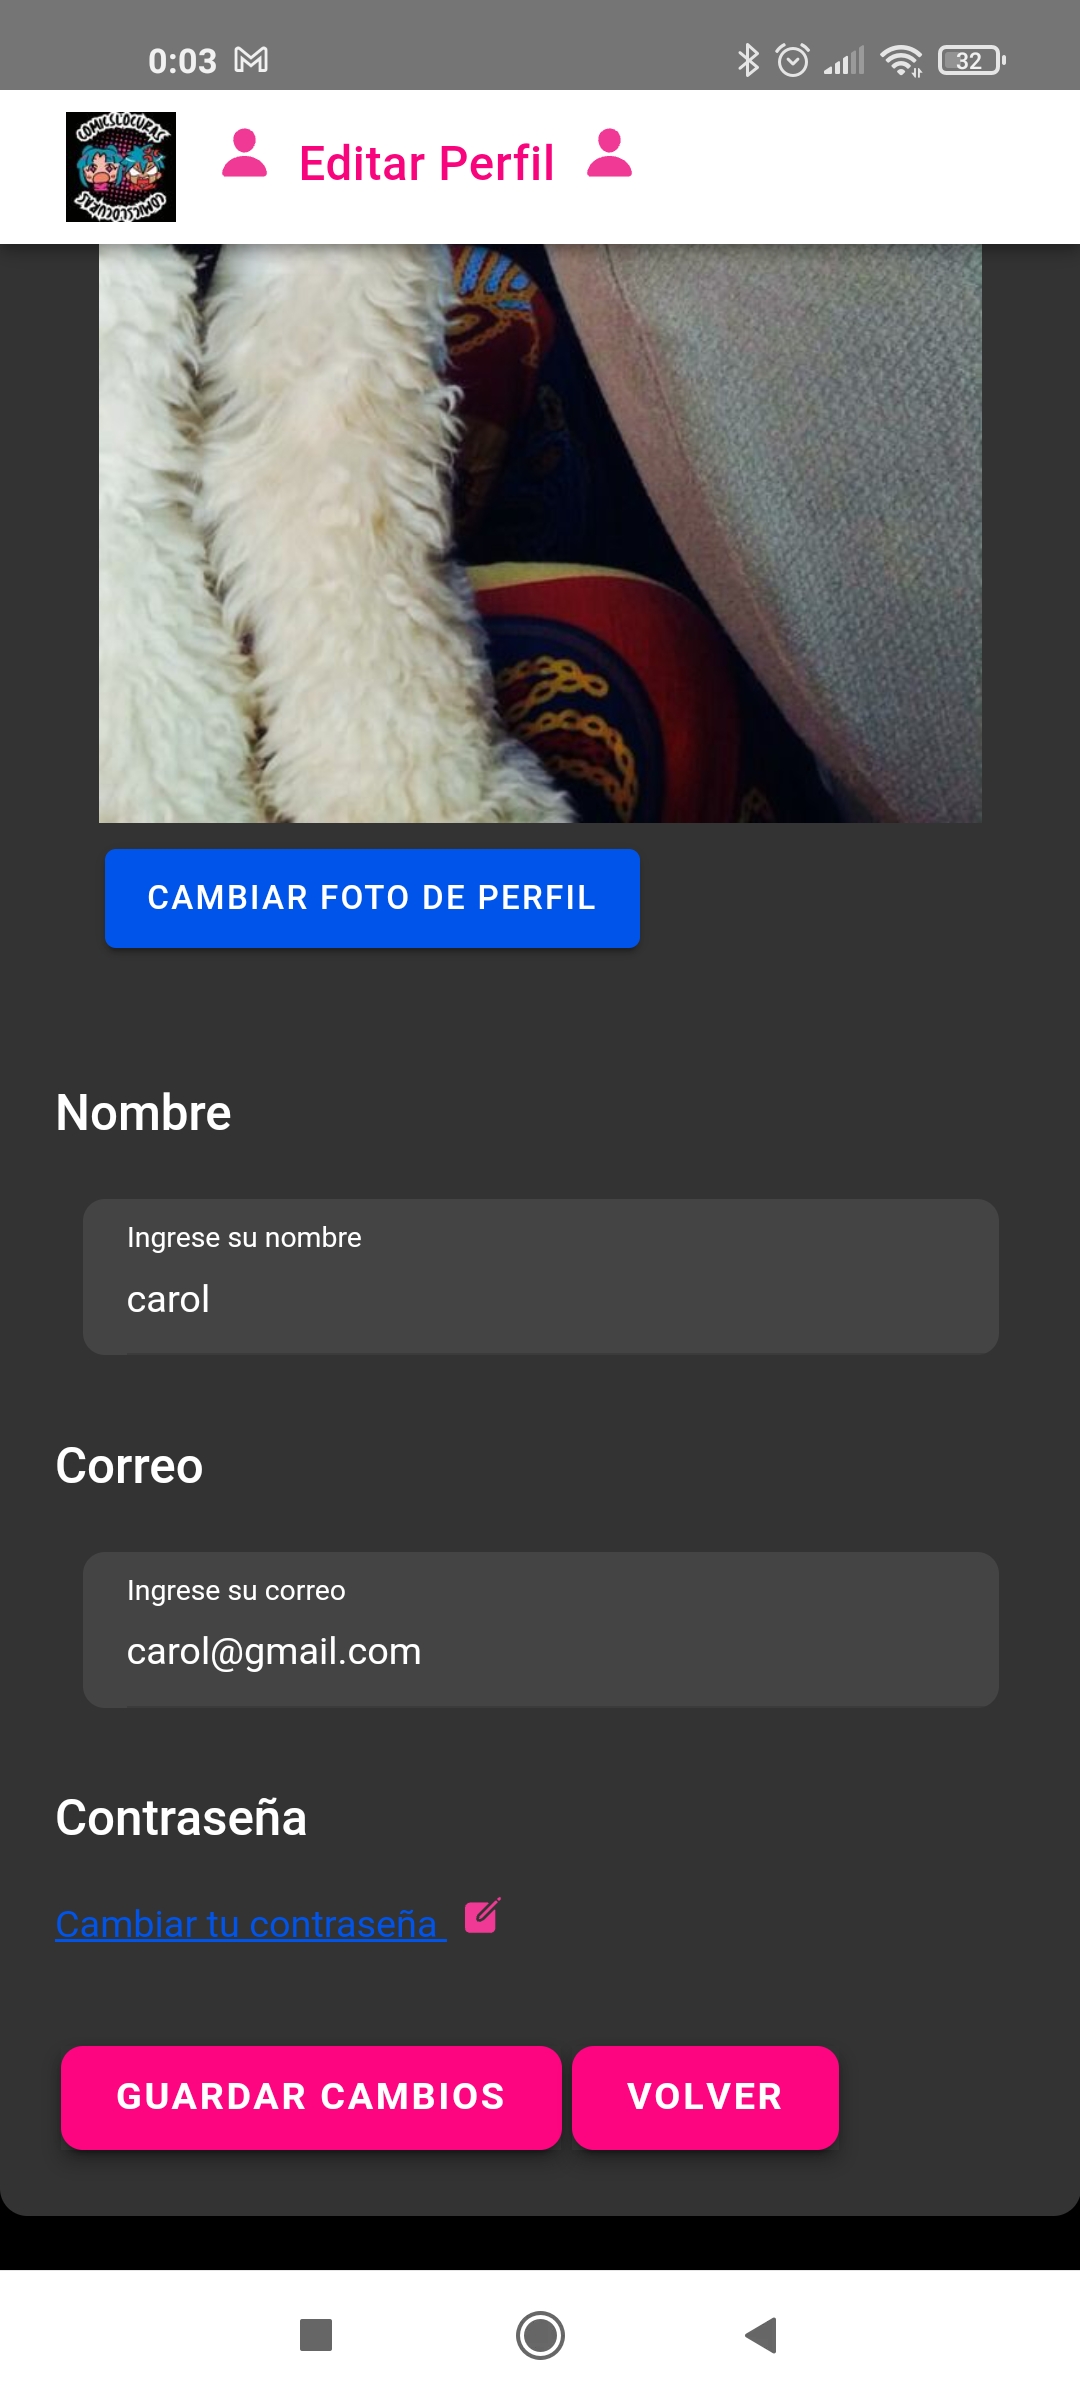 0:03
32
COMICSLOCURAS
Editar Perfil
COMICSLOCURAS
CAMBIAR FOTO DE PERFIL
Nombre
Ingrese su nombre
carol
Correo
Ingrese su correo
carol@gmail.com
Contraseña
Cambiar tu contraseña
GUARDAR CAMBIOS
VOLVER